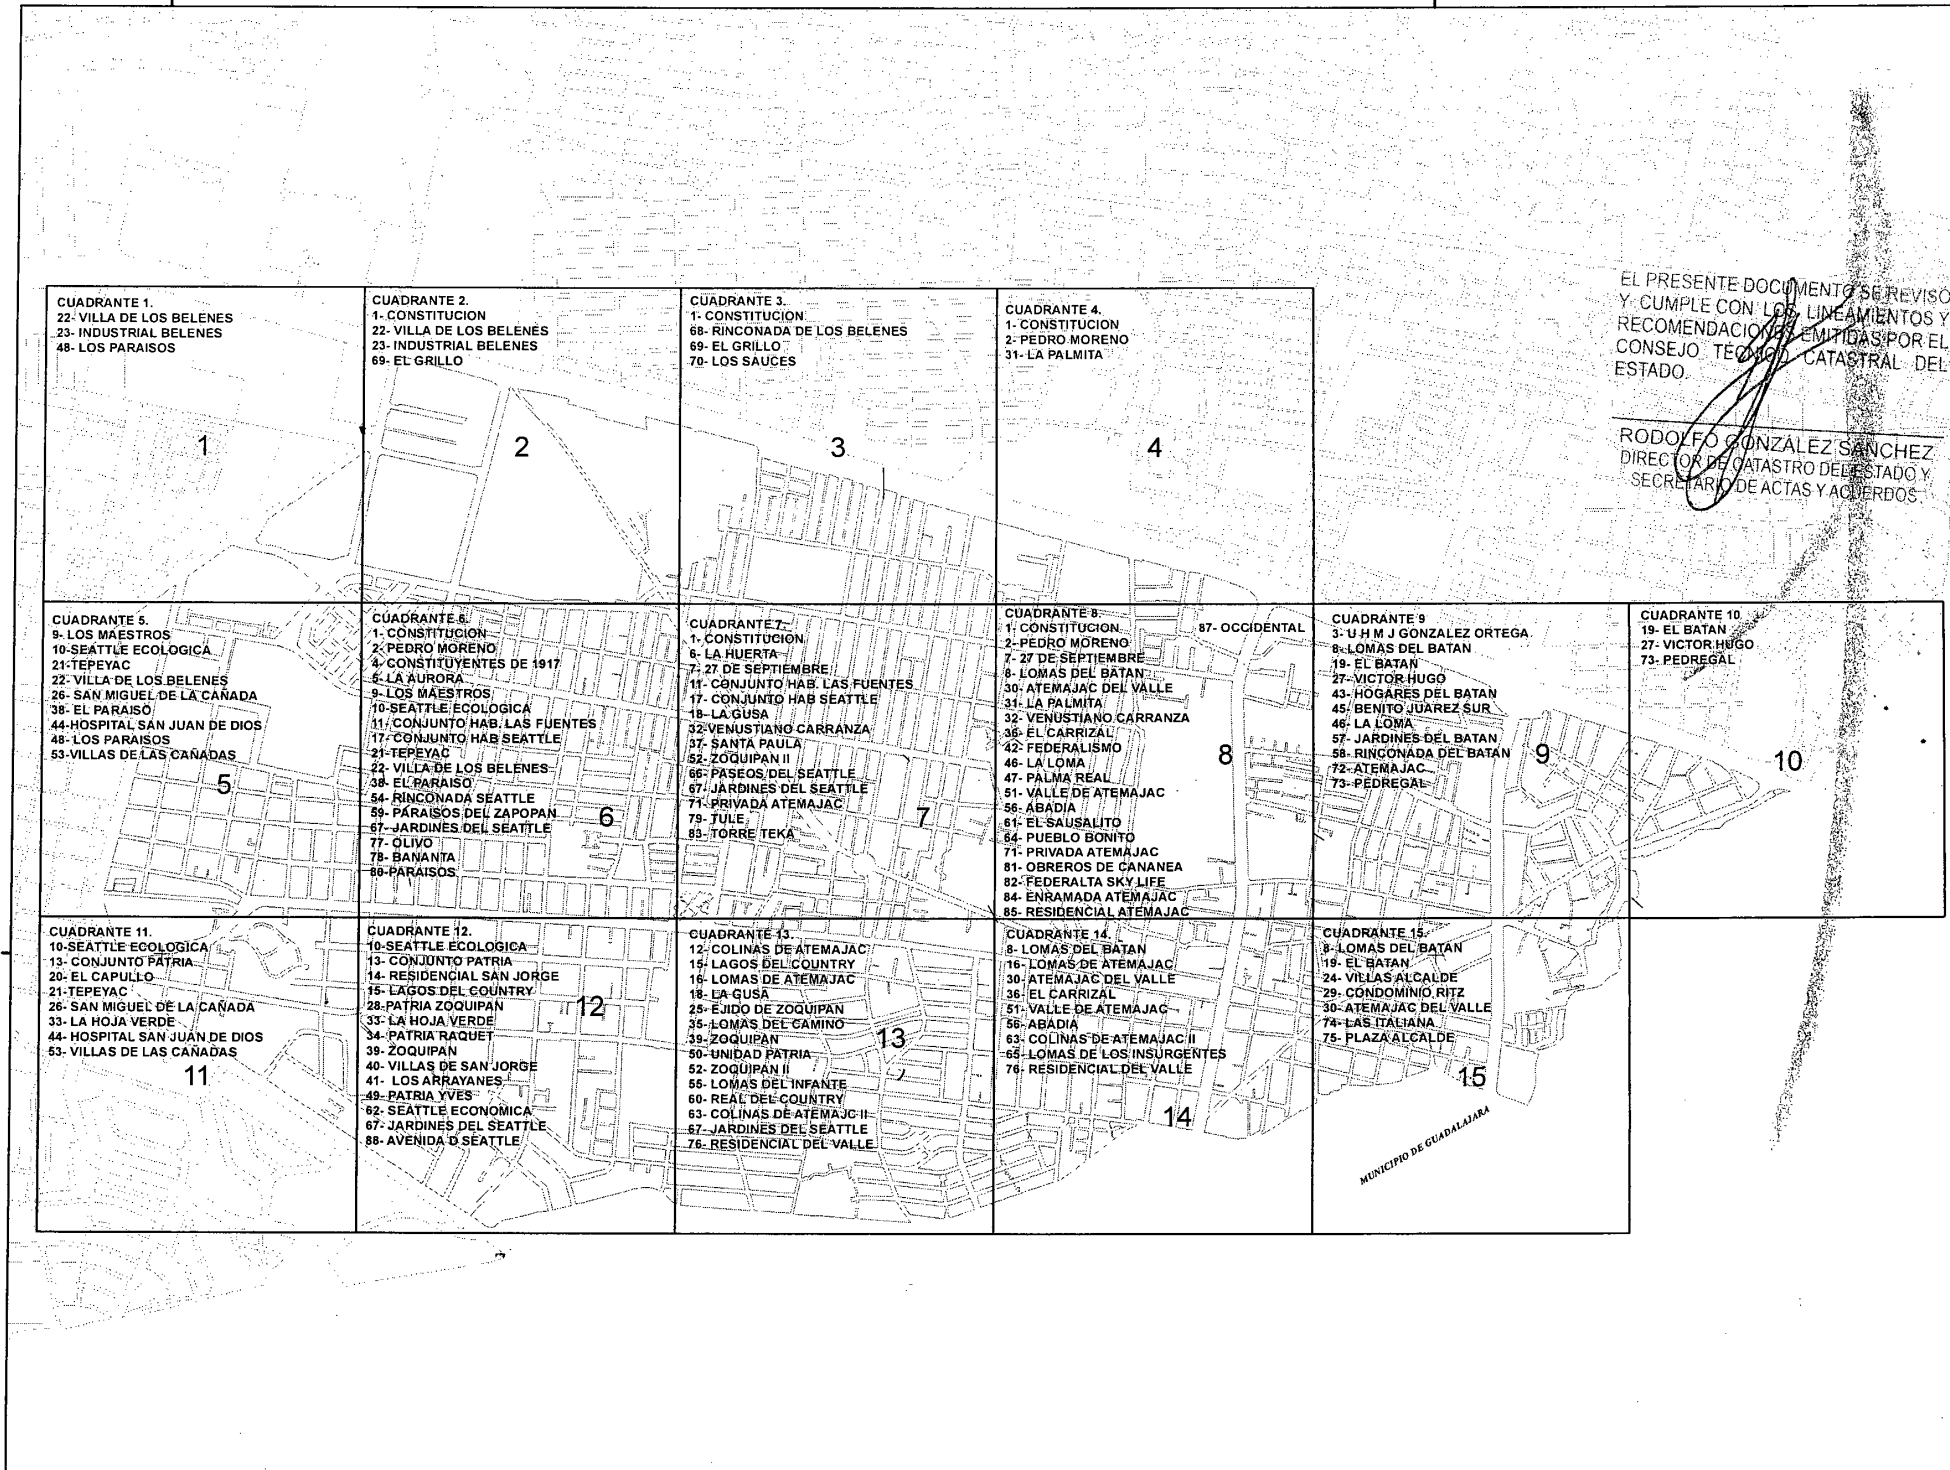 CUADRANTE 1.
22- VILLA DE LOS BELENES
23- INDUSTRIAL BELENES
48- LOS PARAISOS
1
CUADRANTE 2.
1- CONSTITUCION
22- VILLA DE LOS BELENES
23- INDUSTRIAL BELENES
69- EL GRILLO
2
CUADRANTE 3.
1- CONSTITUCION
68- RINCONADA DE LOS BELENES
69- EL GRILLO
70- LOS SAUCES
3
CUADRANTE 4.
1- CONSTITUCION
2- PEDRO MORENO
31- LA PALMITA
4
EL PRESENTE DOCUMENTO SE REVISÓ
Y CUMPLE CON LOS LINEAMIENTOS Y
RECOMENDACIONES EMITIDAS POR EL
CONSEJO TECNICO CATASTRAL DEL
ESTADO.
RODOLFO GONZÁLEZ SÁNCHEZ
DIRECTOR DE CATASTRO DEL ESTADO Y
SECRETARIO DE ACTAS Y ACUERDOS.
CUADRANTE 5.
9- LOS MAESTROS
10-SEATTLE ECOLOGICA
21-TEPEYAC
22- VILLA DE LOS BELENES
26- SAN MIGUEL DE LA CAÑADA
38- EL PARAISO
44-HOSPITAL SAN JUAN DE DIOS
48- LOS PARAISOS
53-VILLAS DE LAS CAÑADAS
5
CUADRANTE 6.
1- CONSTITUCION
2- PEDRO MORENO
4- CONSTITUYENTES DE 1917
5- LA AURORA
9- LOS MAESTROS
10-SEATTLE ECOLOGICA
11- CONJUNTO HAB. LAS FUENTES
17- CONJUNTO HAB SEATTLE
21-TEPEYAC
22- VILLA DE LOS BELENES
38- EL PARAISO
54- RINCONADA SEATTLE
59- PARAISOS DEL ZAPOPAN
67- JARDINES DEL SEATTLE
77- OLIVO
78- BANANTA
80-PARAISOS
6
CUADRANTE 7.
1- CONSTITUCION
6- LA HUERTA
7- 27 DE SEPTIEMBRE
11- CONJUNTO HAB. LAS FUENTES
17- CONJUNTO HAB SEATTLE
18- LA GUSA
32-VENUSTIANO CARRANZA
37- SANTA PAULA
52- ZOQUIPAN II
66- PASEOS DEL SEATTLE
67- JARDINES DEL SEATTLE
71- PRIVADA ATEMAJAC
79- TULE
83- TORRE TEKA
7
CUADRANTE 8.
1- CONSTITUCION
2- PEDRO MORENO
7- 27 DE SEPTIEMBRE
8- LOMAS DEL BATAN
30- ATEMAJAC DEL VALLE
31- LA PALMITA
32- VENUSTIANO CARRANZA
36- EL CARRIZAL
42- FEDERALISMO
46- LA LOMA
47- PALMA REAL
51- VALLE DE ATEMAJAC
56- ABADIA
61- EL SAUSALITO
64- PUEBLO BONITO
71- PRIVADA ATEMAJAC
81- OBREROS DE CANANEA
82- FEDERALTA SKY LIFE
84- ENRAMADA ATEMAJAC
85- RESIDENCIAL ATEMAJAC
87- OCCIDENTAL
8
CUADRANTE 9
3- U H M J GONZALEZ ORTEGA
8- LOMAS DEL BATAN
19- EL BATAN
27- VICTOR HUGO
43- HOGARES DEL BATAN
45- BENITO JUAREZ SUR
46- LA LOMA
57- JARDINES DEL BATAN
58- RINCONADA DEL BATAN
72- ATEMAJAC
73- PEDREGAL
9
CUADRANTE 10.
19- EL BATAN
27- VICTOR HUGO
73- PEDREGAL
10
CUADRANTE 11.
10-SEATTLE ECOLOGICA
13- CONJUNTO PATRIA
20- EL CAPULLO
21-TEPEYAC
26- SAN MIGUEL DE LA CAÑADA
33- LA HOJA VERDE
44- HOSPITAL SAN JUAN DE DIOS
53- VILLAS DE LAS CAÑADAS
11
CUADRANTE 12.
10-SEATTLE ECOLOGICA
13- CONJUNTO PATRIA
14- RESIDENCIAL SAN JORGE
15- LAGOS DEL COUNTRY
28-PATRIA ZOQUIPAN
33- LA HOJA VERDE
34- PATRIA RAQUET
39- ZOQUIPAN
40- VILLAS DE SAN JORGE
41- LOS ARRAYANES
49- PATRIA YVES
62- SEATTLE ECONOMICA
67- JARDINES DEL SEATTLE
88- AVENIDA D SEATTLE
12
CUADRANTE 13.
12- COLINAS DE ATEMAJAC
15- LAGOS DEL COUNTRY
16- LOMAS DE ATEMAJAC
18- LA GUSA
25- EJIDO DE ZOQUIPAN
35- LOMAS DEL CAMINO
39- ZOQUIPAN
50- UNIDAD PATRIA
52- ZOQUIPAN II
55- LOMAS DEL INFANTE
60- REAL DEL COUNTRY
63- COLINAS DE ATEMAJC II
67- JARDINES DEL SEATTLE
76- RESIDENCIAL DEL VALLE
13
CUADRANTE 14.
8- LOMAS DEL BATAN
16- LOMAS DE ATEMAJAC
30- ATEMAJAC DEL VALLE
36- EL CARRIZAL
51- VALLE DE ATEMAJAC
56- ABADIA
63- COLINAS DE ATEMAJAC II
65- LOMAS DE LOS INSURGENTES
76- RESIDENCIAL DEL VALLE
14
CUADRANTE 15.
8- LOMAS DEL BATAN
19- EL BATAN
24- VILLAS ALCALDE
29- CONDOMINIO RITZ
30- ATEMAJAC DEL VALLE
74- LAS ITALIANA
75- PLAZA ALCALDE
15
MUNICIPIO DE GUADALAJARA